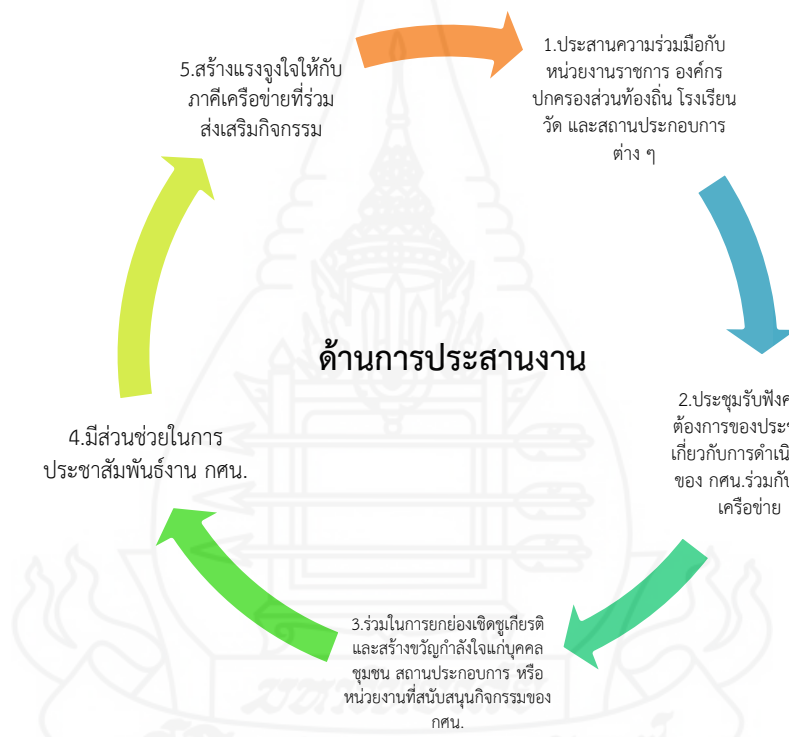 1.ประสานความร่วมมือกับ
หน่วยงานราชการ องค์กร
ปกครองส่วนท้องถิ่น โรงเรียน
วัด และสถานประกอบการ
ต่าง ๆ
2.ประชุมรับฟัง
ต้องการของ
เกี่ยวกับการ
ของ กศน.ร่วมกับ
เครือข่าย
3.ร่วมในการยกย่องเชิดชูเกียรติ
และสร้างขวัญกำลังใจแก่บุคคล
ชุมชน สถานประกอบการ หรือ
หน่วยงานที่สนับสนุนกิจกรรมของ
กศน.
4.มีส่วนช่วยในการ
ประชาสัมพันธ์งาน กศน.
5.สร้างแรงจูงใจให้กับ
ภาคีเครือข่ายที่ร่วม
ส่งเสริมกิจกรรม
ด้านการประสานงาน